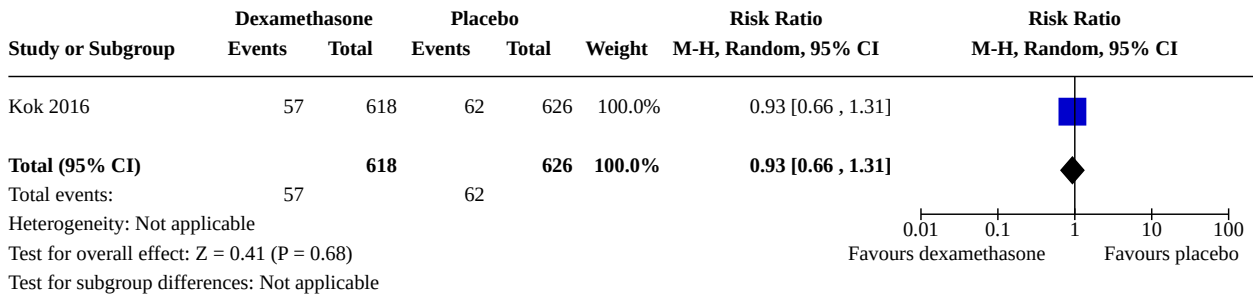 Dexamethasone Placebo Risk Ratio Risk Ratio
Study or Subgroup Events Total Events Total Weight M-H, Random, 95% CI M-H, Random, 95% CI
Kok 2016 57 618 62 626 100.0% 0.93 [0.66 , 1.31]
Total (95% CI) 618 626 100.0% 0.93 [0.66 , 1.31]
Total events: 57 62
Heterogeneity: Not applicable
0.01 0.1 1 10 100
Test for overall effect: Z = 0.41 (P = 0.68) Favours dexamethasone Favours placebo
Test for subgroup differences: Not applicable